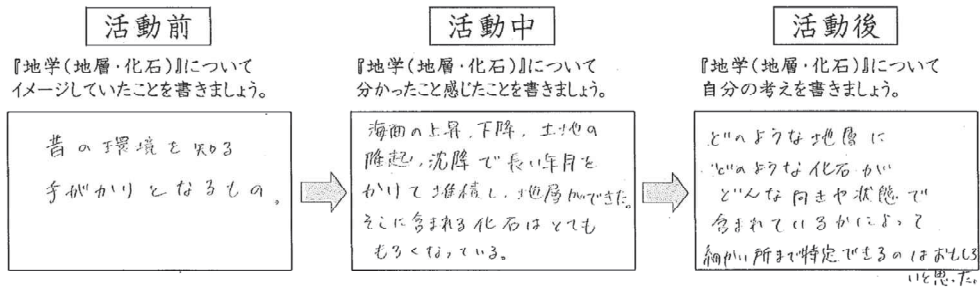 活動前
『地学(地層・化石)』について
イメージしていたことを書きましょう。
昔の環境を知る
手がかりとなるもの。
活動中
『地学(地層・化石)』について
分かったこと感じたことを書きましょう。
海面の上昇、下降、土地の
隆起、沈降で長い年月を
かけて堆積し、地層ができた。
そこに含まれる化石はとても
もろくなっている。
活動後
『地学(地層・化石)』について
自分の考えを書きましょう。
どのような地層に
どのような化石が
どんな向きや状態で
含まれているかによって
細かい所まで特定できるのはおもしろ
いと思った。